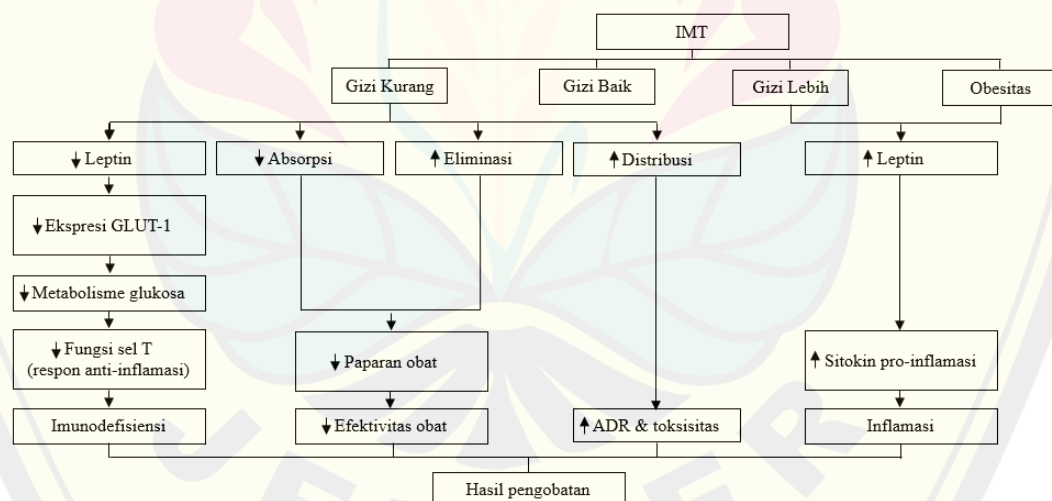 IMT
Gizi Kurang
Gizi Baik
Gizi Lebih
Obesitas
↓ Leptin
↓ Absorpsi
↑ Eliminasi
↑ Distribusi
↑ Leptin
↓ Ekspresi GLUT-1
↓ Metabolisme glukosa
↓ Fungsi sel T
(respon anti-inflamasi)
↓ Paparan obat
↑ Sitokin pro-inflamasi
Imunodefisiensi
↓ Efektivitas obat
↑ ADR & toksisitas
Inflamasi
Hasil pengobatan